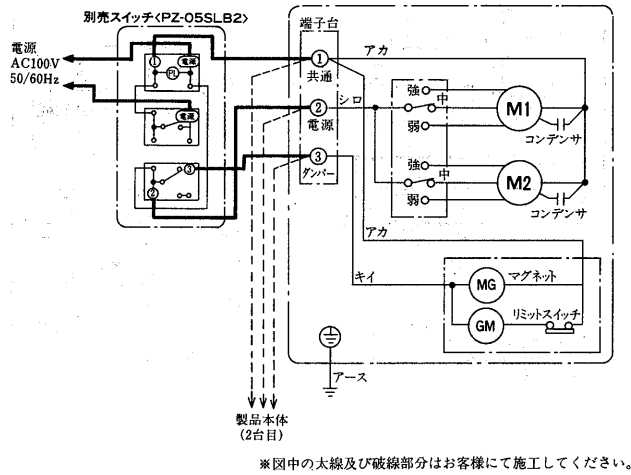 別売スイッチ<PZ-05SLB2>
端子台
電源
AC100V
50/60Hz
①
電源
PL
電源
③
②
①
共通
②
電源
③
ダンパー
アカ
シロ
強
中
弱
M1
コンデンサ
強
中
弱
M2
コンデンサ
アカ
キイ
MG
マグネット
GM
リミットスイッチ
アース
製品本体
(2台目)
※図中の太線及び破線部分はお客様にて施工してください。